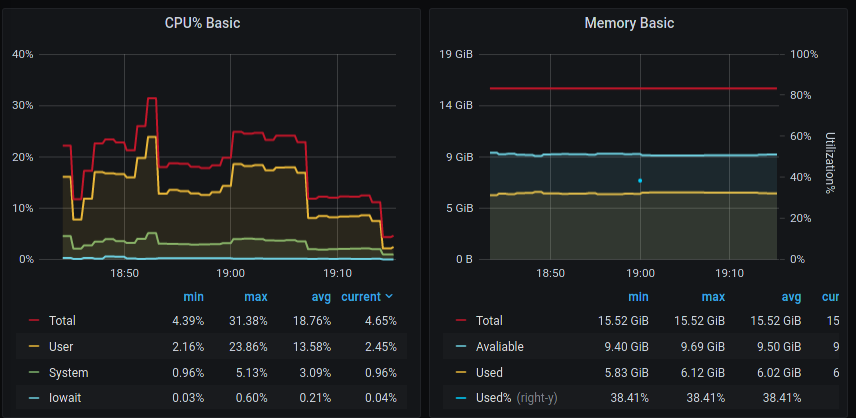 CPU% Basic
40%
30%
20%
10%
0%
18:50 19:00 19:10
min max avg current
Total 4.39% 31.38% 18.76% 4.65%
User 2.16% 23.86% 13.58% 2.45%
System 0.96% 5.13% 3.09% 0.96%
Iowait 0.03% 0.60% 0.21% 0.04%
Memory Basic
19 GiB 100%
14 GiB 80%
9 GiB 60%
5 GiB 40%
0 B 20%
0%
Utilization%
18:50 19:00 19:10
min max avg cur
Total 15.52 GiB 15.52 GiB 15.52 GiB 15
Avaliable 9.40 GiB 9.69 GiB 9.50 GiB 9
Used 5.83 GiB 6.12 GiB 6.02 GiB 6
Used% (right-y) 38.41% 38.41% 38.41%